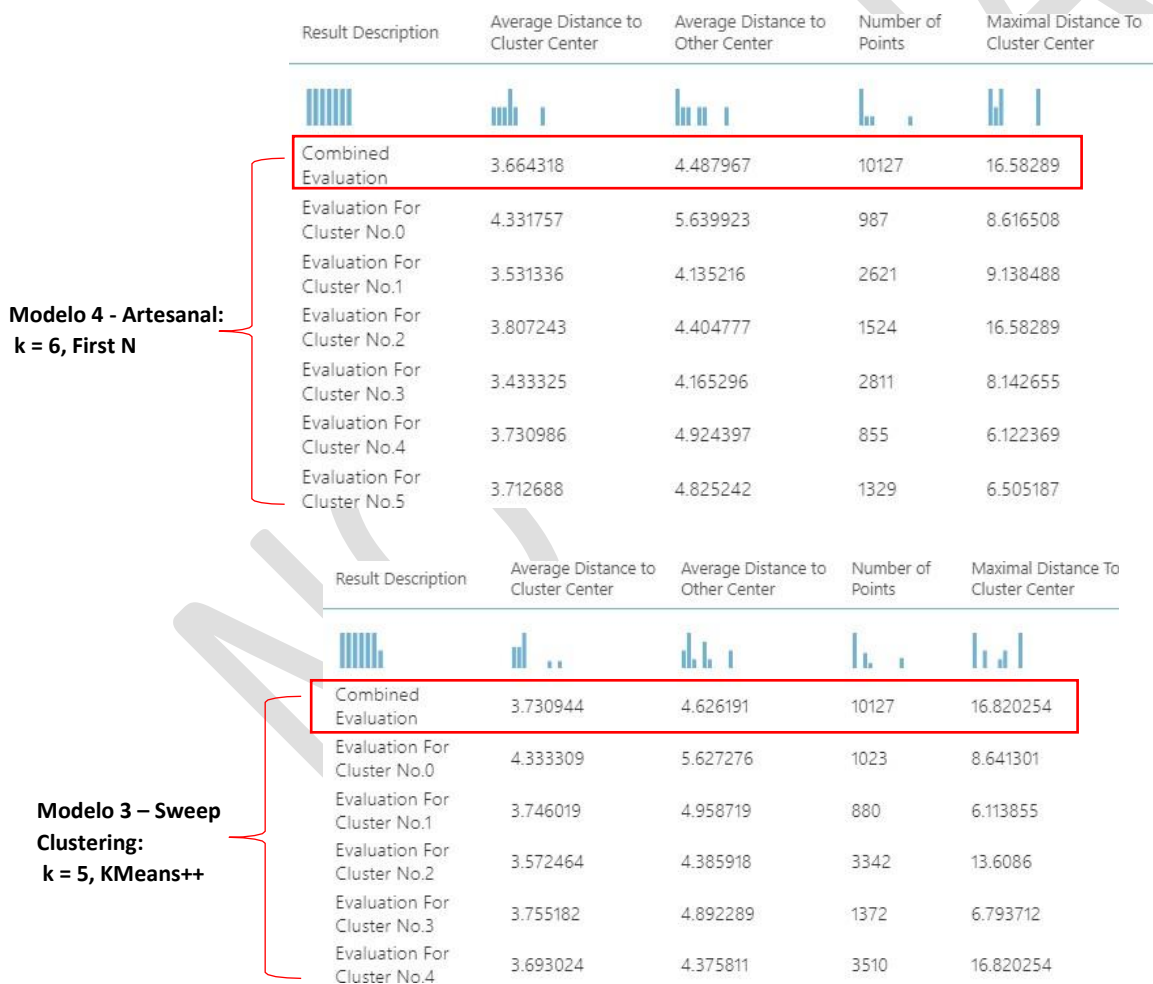 Result Description Average Distance to Cluster Center Average Distance to Other Center Number of Points Maximal Distance To Cluster Center
Combined Evaluation 3.664318 4.487967 10127 16.58289
Evaluation For Cluster No.0 4.331757 5.639923 987 8.616508
Evaluation For Cluster No.1 3.531336 4.135216 2621 9.138488
Evaluation For Cluster No.2 3.807243 4.404777 1524 16.58289
Evaluation For Cluster No.3 3.433325 4.165296 2811 8.142655
Evaluation For Cluster No.4 3.730986 4.924397 855 6.122369
Evaluation For Cluster No.5 3.712688 4.825242 1329 6.505187
Modelo 4 - Artesanal:
k = 6, First N
Result Description Average Distance to Cluster Center Average Distance to Other Center Number of Points Maximal Distance To Cluster Center
Combined Evaluation 3.730944 4.626191 10127 16.820254
Evaluation For Cluster No.0 4.333309 5.627276 1023 8.641301
Evaluation For Cluster No.1 3.746019 4.958719 880 6.113855
Evaluation For Cluster No.2 3.572464 4.385918 3342 13.6086
Evaluation For Cluster No.3 3.755182 4.892289 1372 6.793712
Evaluation For Cluster No.4 3.693024 4.375811 3510 16.820254
Modelo 3 – Sweep
Clustering:
k = 5, KMeans++